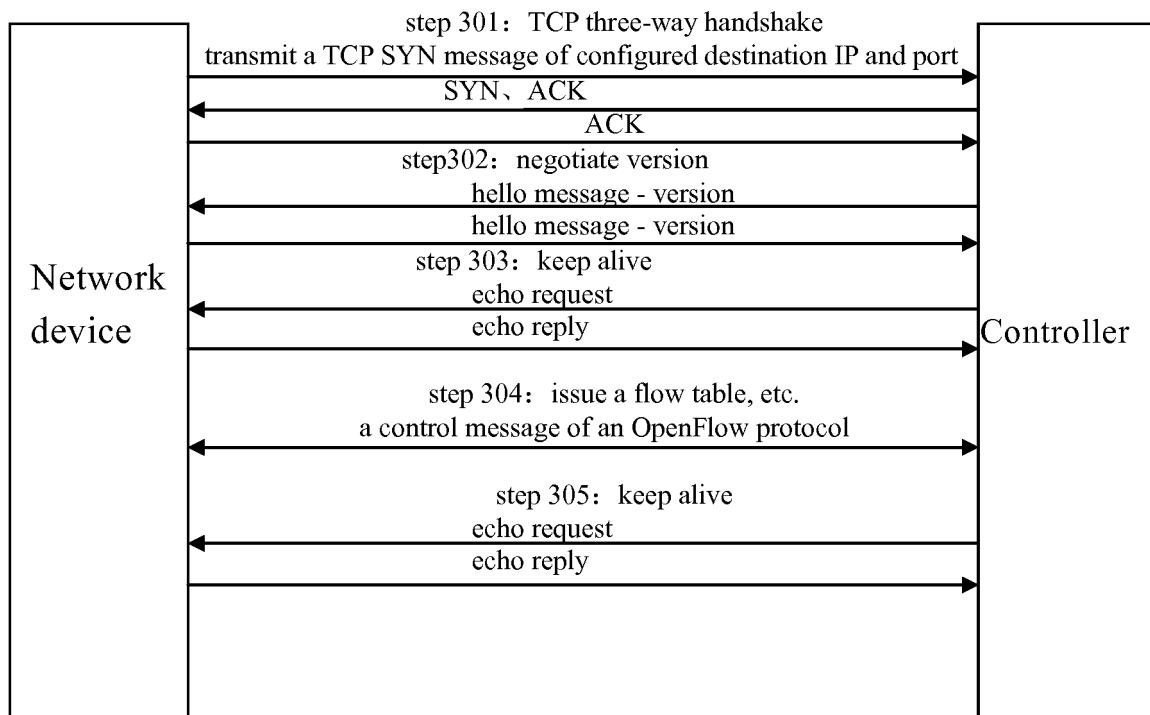 step 301：TCP three-way handshake
transmit a TCP SYN message of configured destination IP and port
SYN、ACK
ACK
step302：negotiate version
hello message - version
hello message - version
step 303：keep alive
echo request
echo reply
Network
device
Controller
step 304：issue a flow table, etc.
a control message of an OpenFlow protocol
step 305：keep alive
echo request
echo reply